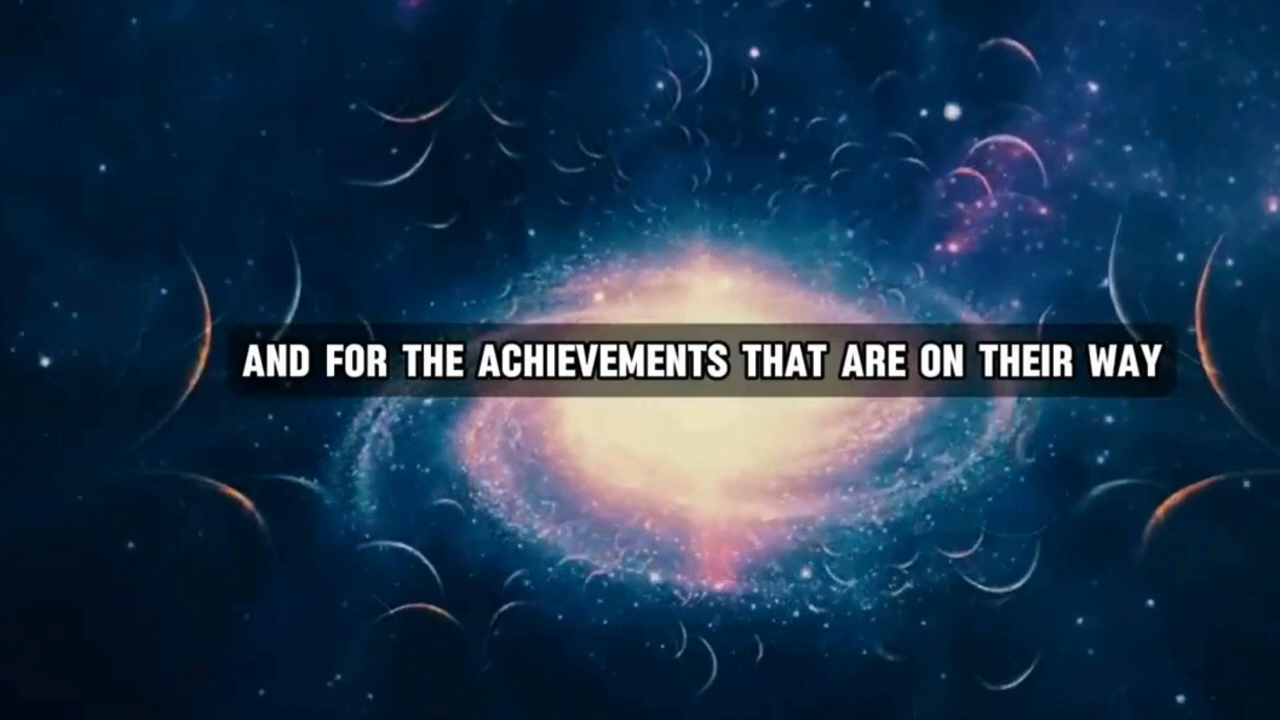 AND FOR THE ACHIEVEMENTS THAT ARE ON THEIR WAY